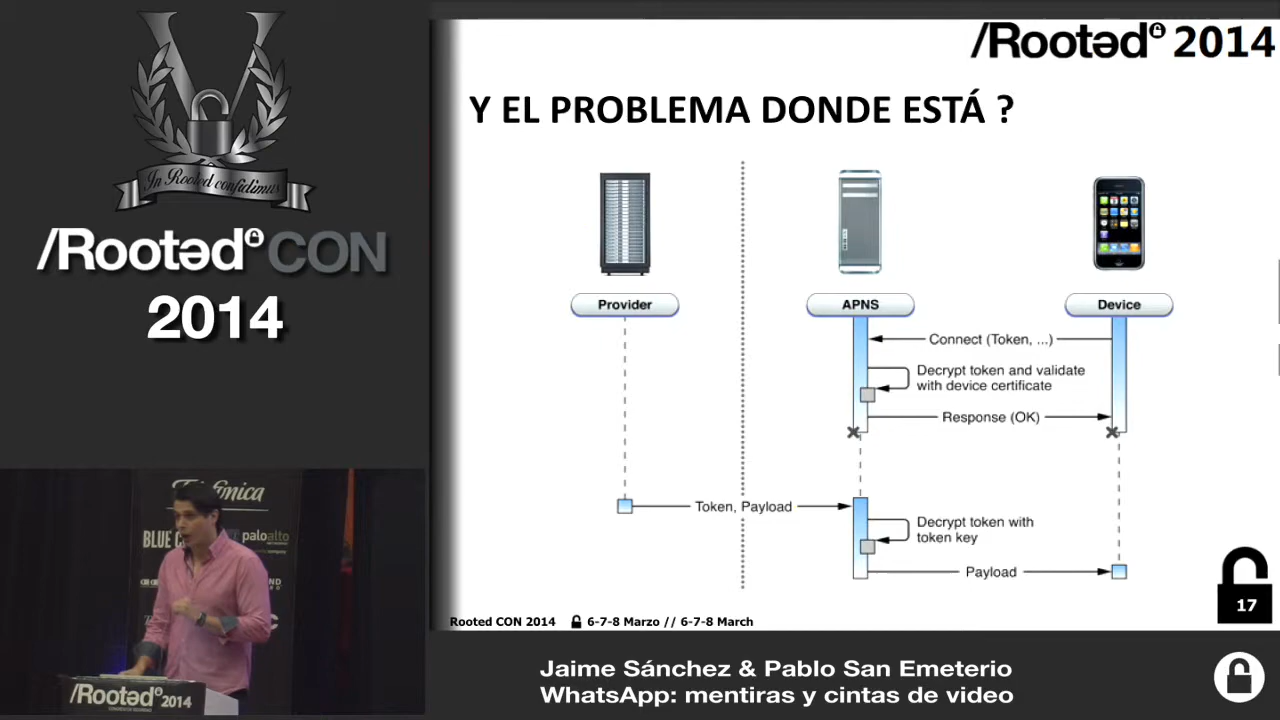 In Rooted confidimus
/Rootəd CON
2014
/Rootəd 2014
Y EL PROBLEMA DONDE ESTÁ ?
Provider
APNS
Device
Connect (Token, ...)
Decrypt token and validate
with device certificate
Response (OK)
Token, Payload
Decrypt token with
token key
Payload
17
Rooted CON 2014
6-7-8 Marzo // 6-7-8 March
paloalto
/Rootəd 2014
Jaime Sánchez & Pablo San Emeterio
WhatsApp: mentiras y cintas de video